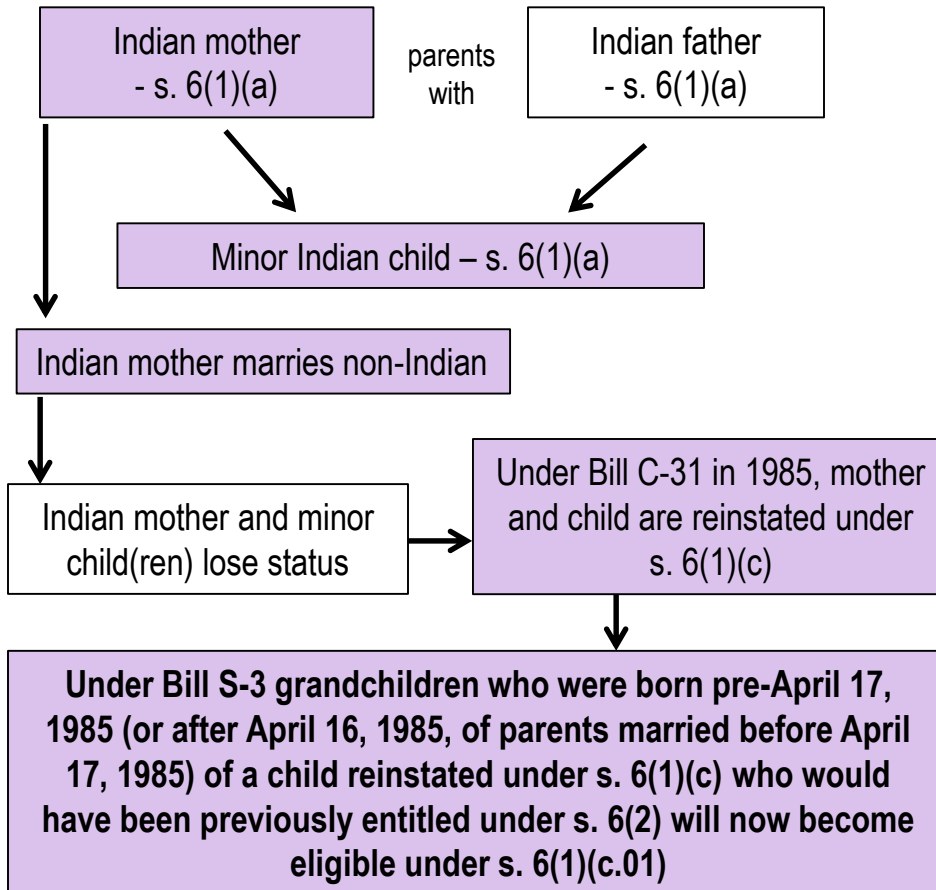 Indian mother
- s. 6(1)(a)
parents
with
Indian father
- s. 6(1)(a)
Minor Indian child – s. 6(1)(a)
Indian mother marries non-Indian
Indian mother and minor
child(ren) lose status
Under Bill C-31 in 1985, mother
and child are reinstated under
s. 6(1)(c)
Under Bill S-3 grandchildren who were born pre-April 17,
1985 (or after April 16, 1985, of parents married before April
17, 1985) of a child reinstated under s. 6(1)(c) who would
have been previously entitled under s. 6(2) will now become
eligible under s. 6(1)(c.01)